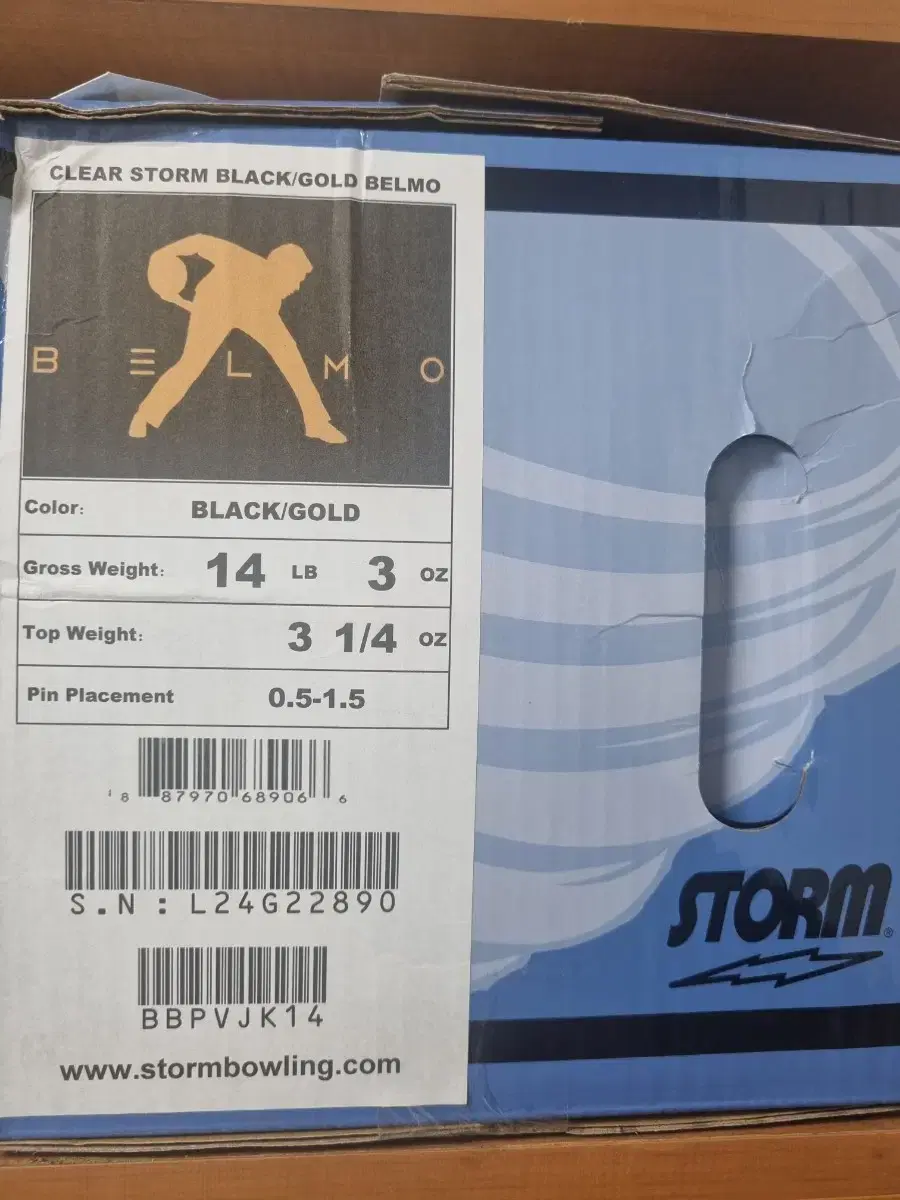 CLEAR STORM BLACK/GOLD BELMO
BELMO
Color: BLACK/GOLD
Gross Weight: 14 LB 3 OZ
Top Weight: 3 1/4 OZ
Pin Placement 0.5-1.5
8 87970 68906 6
S.N : L24G22890
BBPVJK14
www.stormbowling.com
STORM®